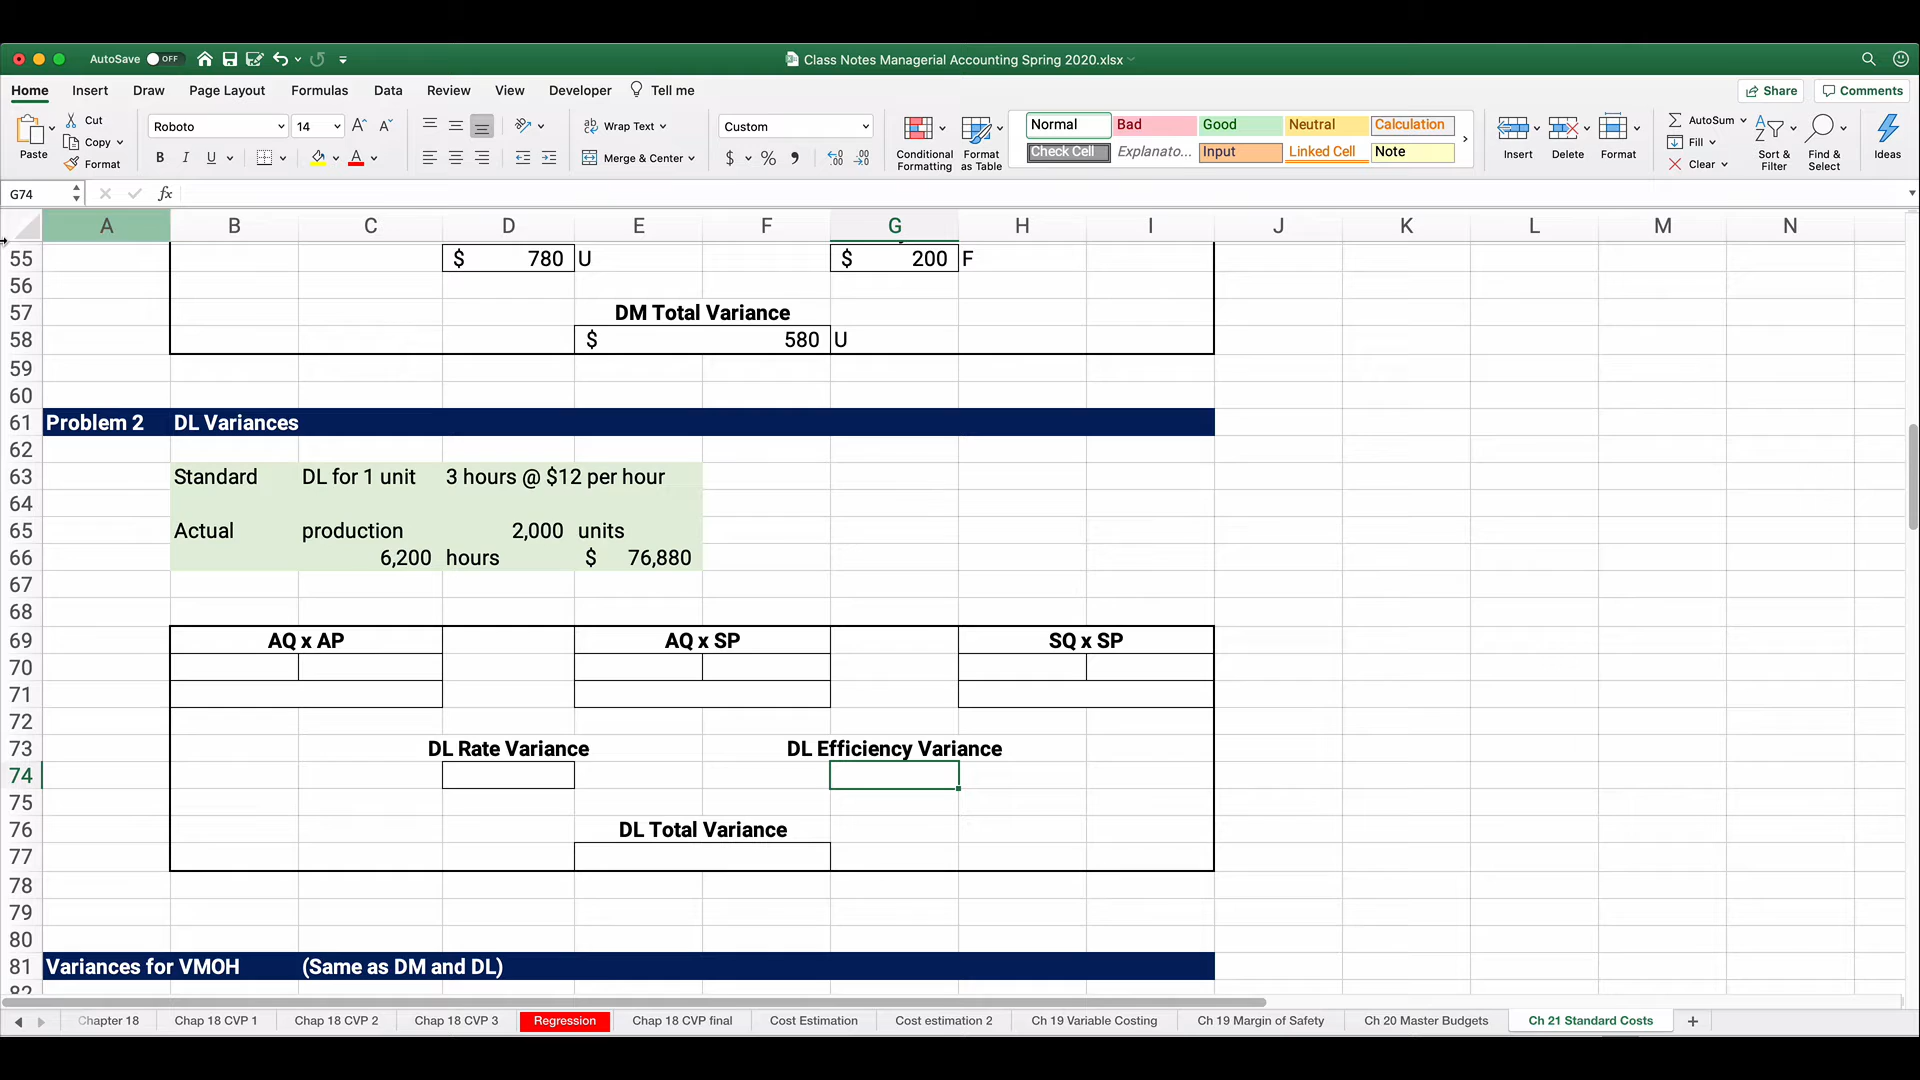 AutoSave OFF
Class Notes Managerial Accounting Spring 2020.xlsx
Home Insert Draw Page Layout Formulas Data Review View Developer Tell me Share Comments
Paste Cut Copy Format
Roboto 14 A A
B I U A
Wrap Text
Merge & Center
Custom
$ % ,
Conditional Formatting
Format as Table
Normal Bad Good Neutral Calculation
Check Cell Explanato... Input Linked Cell Note
Insert Delete Format
AutoSum
Fill
Clear
Sort & Filter
Find & Select
Ideas
G74 fx
A B C D E F G H I J K L M N
55 $ 780 U $ 200 F
56
57 DM Total Variance
58 $ 580 U
59
60
61 Problem 2 DL Variances
62
63 Standard DL for 1 unit 3 hours @ $12 per hour
64
65 Actual production 2,000 units
66 6,200 hours $ 76,880
67
68
69 AQ x AP AQ x SP SQ x SP
70
71
72
73 DL Rate Variance DL Efficiency Variance
74
75
76 DL Total Variance
77
78
79
80
81 Variances for VMOH (Same as DM and DL)
82
Chapter 18 Chap 18 CVP 1 Chap 18 CVP 2 Chap 18 CVP 3 Regression Chap 18 CVP final Cost Estimation Cost estimation 2 Ch 19 Variable Costing Ch 19 Margin of Safety Ch 20 Master Budgets Ch 21 Standard Costs +